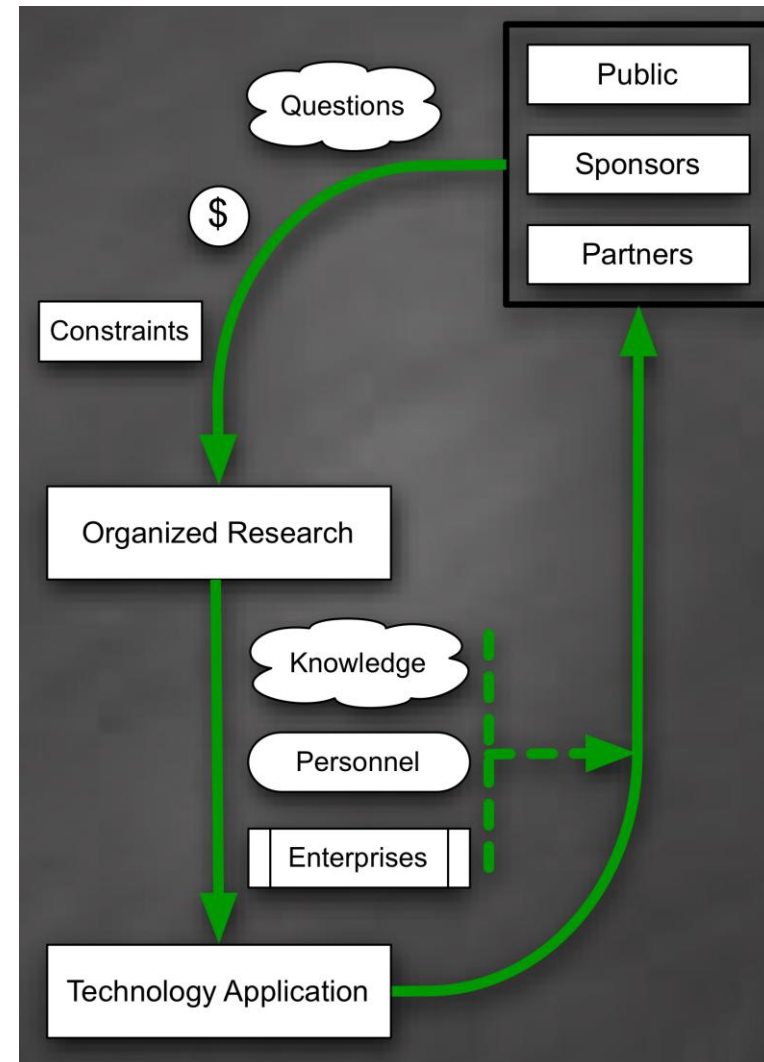 Public
Questions
Sponsors
$
Partners
Constraints
Organized Research
Knowledge
Personnel
Enterprises
Technology Application